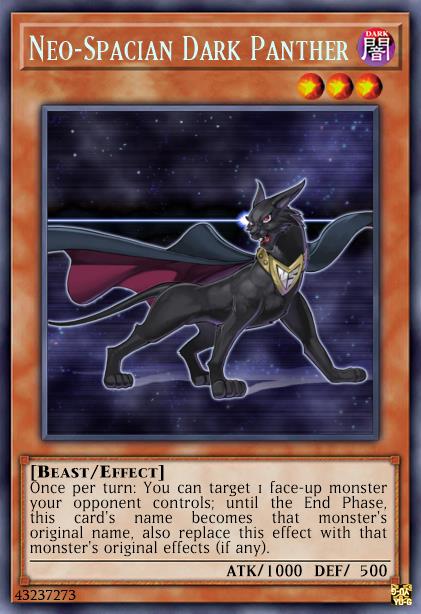 NEO-SPACIAN DARK PANTHER
DARK
闇
NS
[BEAST/EFFECT]
Once per turn: You can target 1 face-up monster
your opponent controls; until the End Phase,
this card's name becomes that monster's
original name, also replace this effect with that
monster's original effects (if any).
ATK/1000 DEF/ 500
43237273